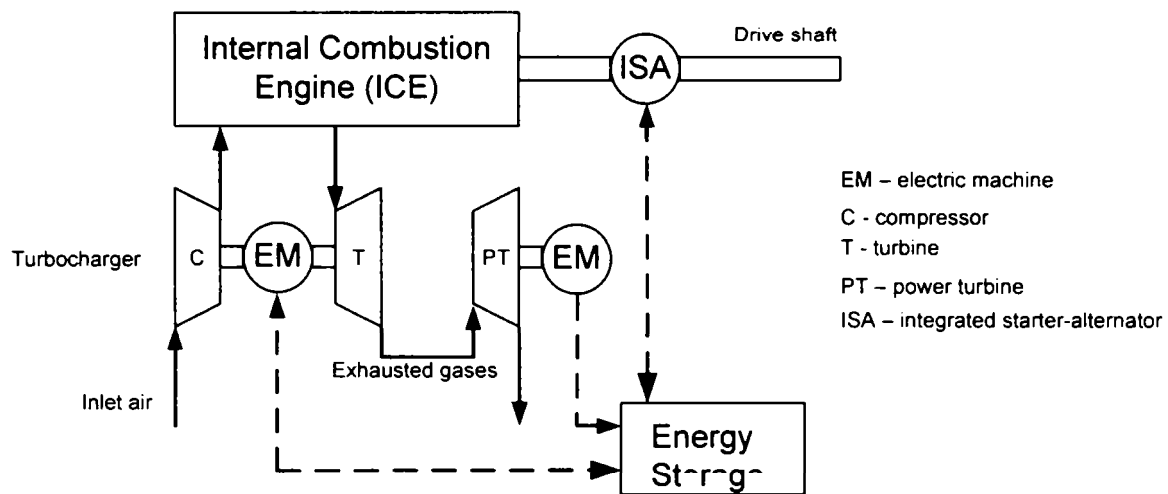 Internal Combustion
Engine (ICE)
Drive shaft
ISA
EM – electric machine
C - compressor
T - turbine
PT – power turbine
ISA – integrated starter-alternator
Turbocharger
C
EM
T
PT
EM
Exhausted gases
Inlet air
Energy